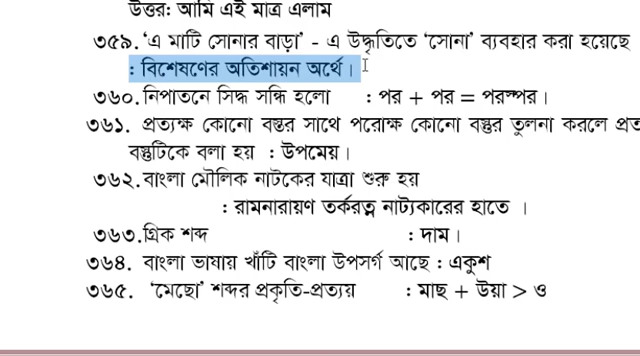 উত্তর: আমি এই মাত্র এলাম
৩৫৯. ‘এ মাটি সোনার বাড়া’ - এ উদ্ধৃতিতে ‘সোনা’ ব্যবহার করা হয়েছে
: বিশেষণের অতিশায়ন অর্থে।
৩৬০. নিপাতনে সিদ্ধ সন্ধি হলো : পর + পর = পরস্পর।
৩৬১. প্রত্যক্ষ কোনো বস্তুর সাথে পরোক্ষ কোনো বস্তুর তুলনা করলে প্রত
বস্তুটিকে বলা হয় : উপমেয়।
৩৬২. বাংলা মৌলিক নাটকের যাত্রা শুরু হয়
: রামনারায়ণ তর্করত্ন নাট্যকারের হাতে ।
৩৬৩. গ্রিক শব্দ : দাম।
৩৬৪. বাংলা ভাষায় খাঁটি বাংলা উপসর্গ আছে : একুশ
৩৬৫. ‘মেছো’ শব্দর প্রকৃতি-প্রত্যয় : মাছ + উয়া > ও